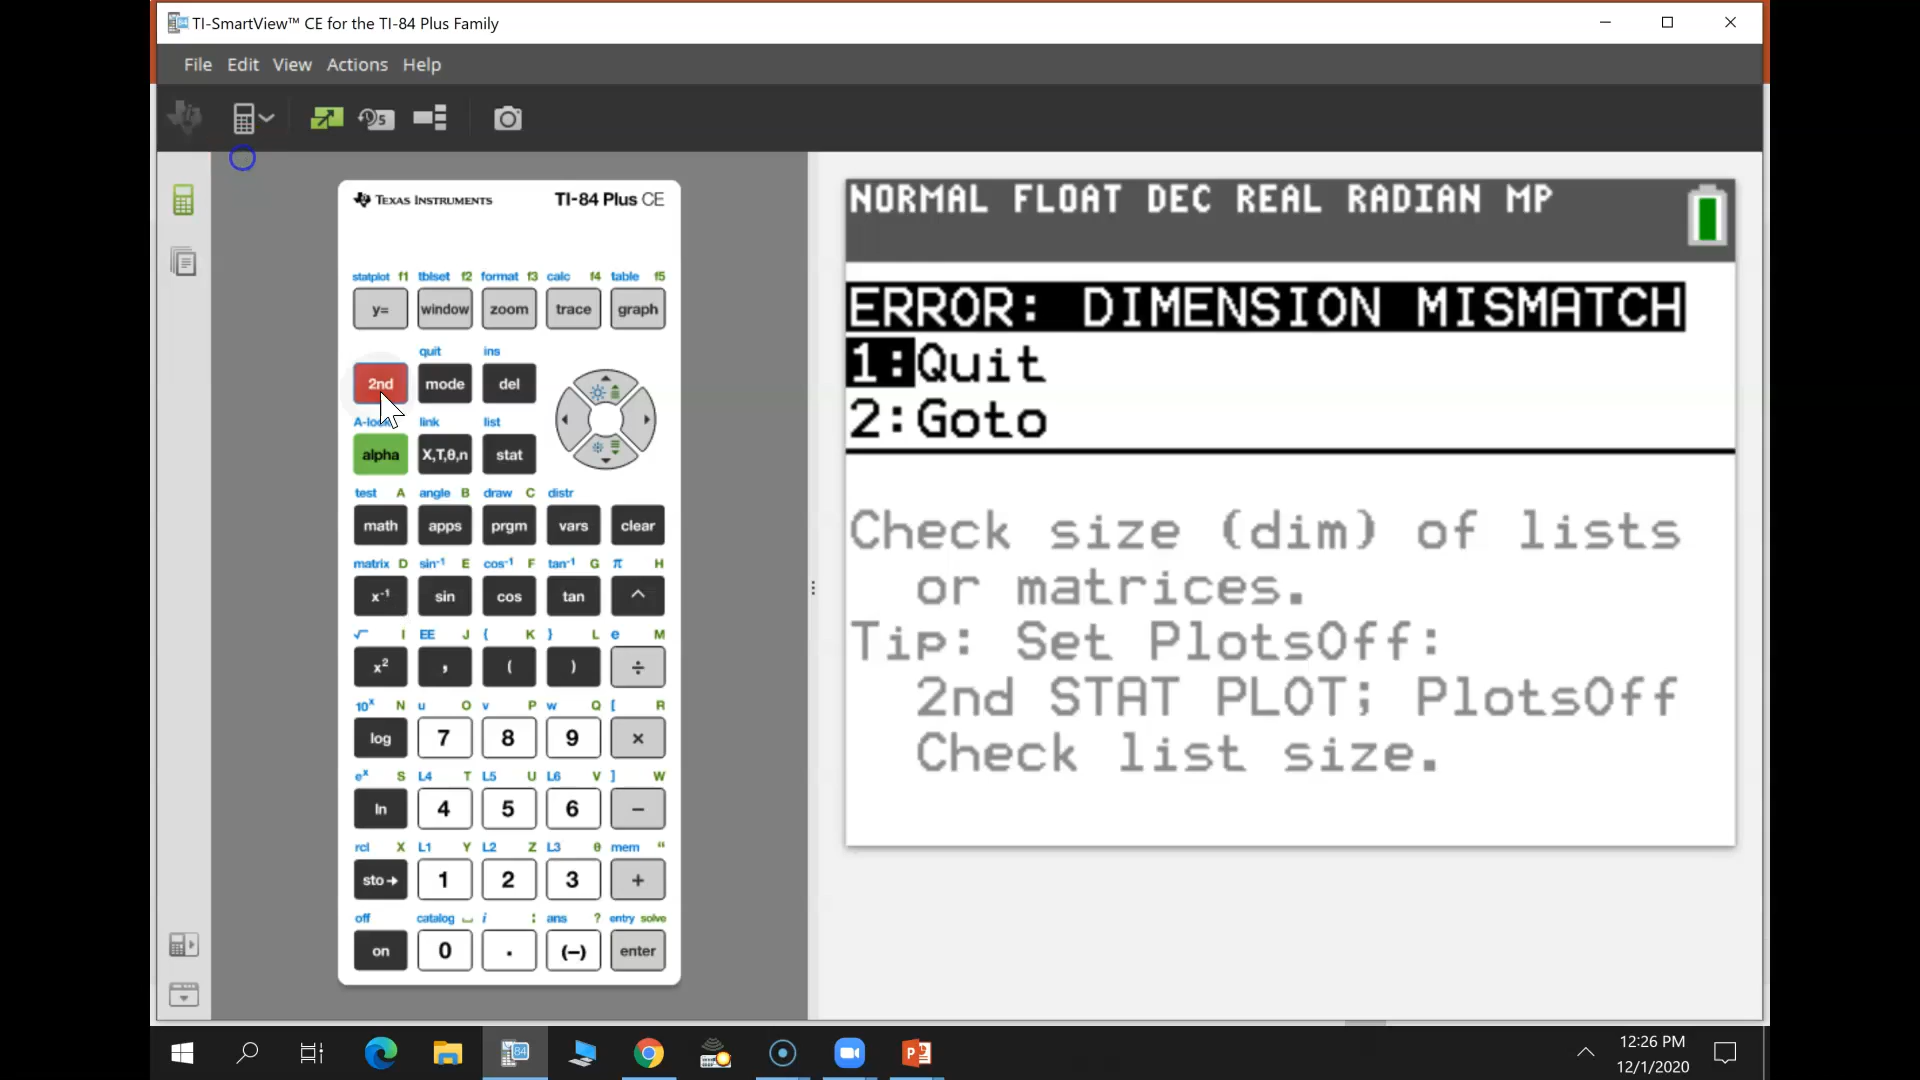 TI-SmartView™ CE for the TI-84 Plus Family
File Edit View Actions Help
TEXAS INSTRUMENTS TI-84 Plus CE
statplot f1 tblset f2 format f3 calc f4 table f5
y= window zoom trace graph
quit ins
2nd mode del
link list
alpha X,T,θ,n stat
test A angle B draw C distr
math apps prgm vars clear
matrix D sin⁻¹ E cos⁻¹ F tan⁻¹ G π H
x⁻¹ sin cos tan ^
√ I EE J { K } L e M
x² , ( ) ÷
10ˣ N u O v P w Q [ R
log 7 8 9 ×
eˣ S L4 T L5 U L6 V ] W
ln 4 5 6 −
rcl X L1 Y L2 Z L3 θ mem “
sto→ 1 2 3 +
off catalog ⎵ i : ans ? entry solve
on 0 . (−) enter
NORMAL FLOAT DEC REAL RADIAN MP
ERROR: DIMENSION MISMATCH
1:Quit
2:Goto
Check size (dim) of lists
or matrices.
Tip: Set PlotsOff:
2nd STAT PLOT; PlotsOff
Check list size.
12:26 PM
12/1/2020